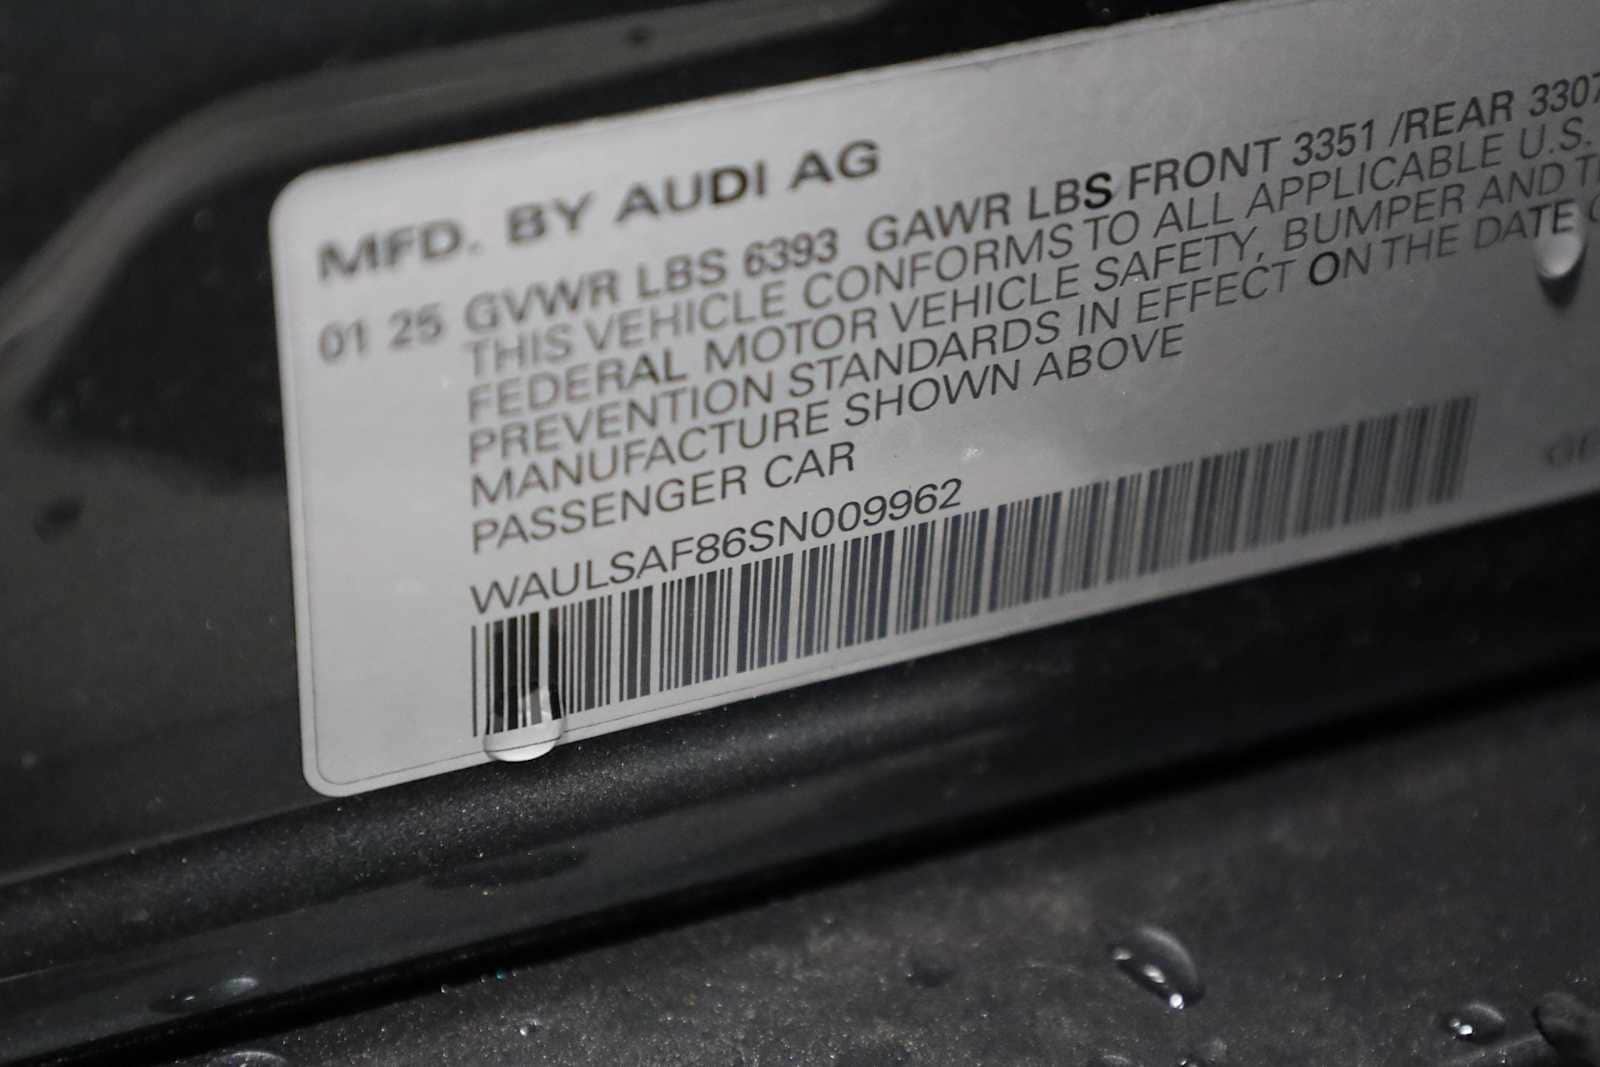 MFD. BY AUDI AG
01 25 GVWR LBS 6393 GAWR LBS FRONT 3351 /REAR 3307
THIS VEHICLE CONFORMS TO ALL APPLICABLE U.S.
FEDERAL MOTOR VEHICLE SAFETY, BUMPER AND
PREVENTION STANDARDS IN EFFECT ON THE DATE
MANUFACTURE SHOWN ABOVE
PASSENGER CAR
WAULSAF86SN009962